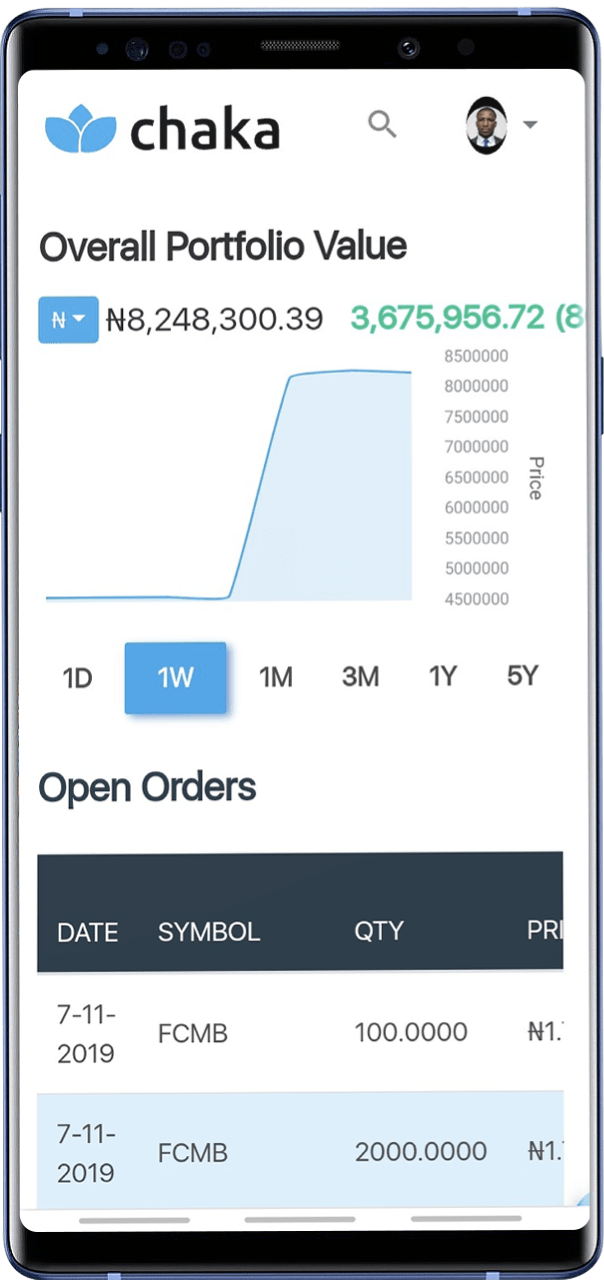 chaka
Overall Portfolio Value
₦ ₦8,248,300.39 3,675,956.72 (8
8500000
8000000
7500000
7000000
6500000
6000000
5500000
5000000
4500000
Price
1D 1W 1M 3M 1Y 5Y
Open Orders
DATE SYMBOL QTY PRI
7-11-
2019 FCMB 100.0000 ₦1.
7-11-
2019 FCMB 2000.0000 ₦1.